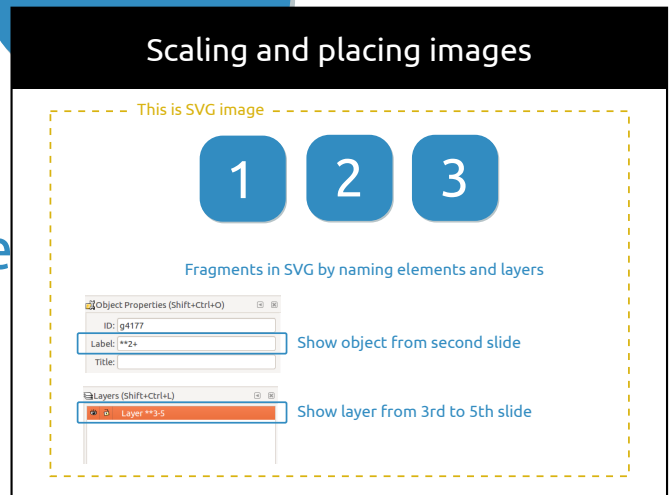 Scaling and placing images
This is SVG image
1 2 3
e
Fragments in SVG by naming elements and layers
Object Properties (Shift+Ctrl+O)
ID: g4177
Label: **2+
Show object from second slide
Title:
Layers (Shift+Ctrl+L)
Layer **3-5
Show layer from 3rd to 5th slide